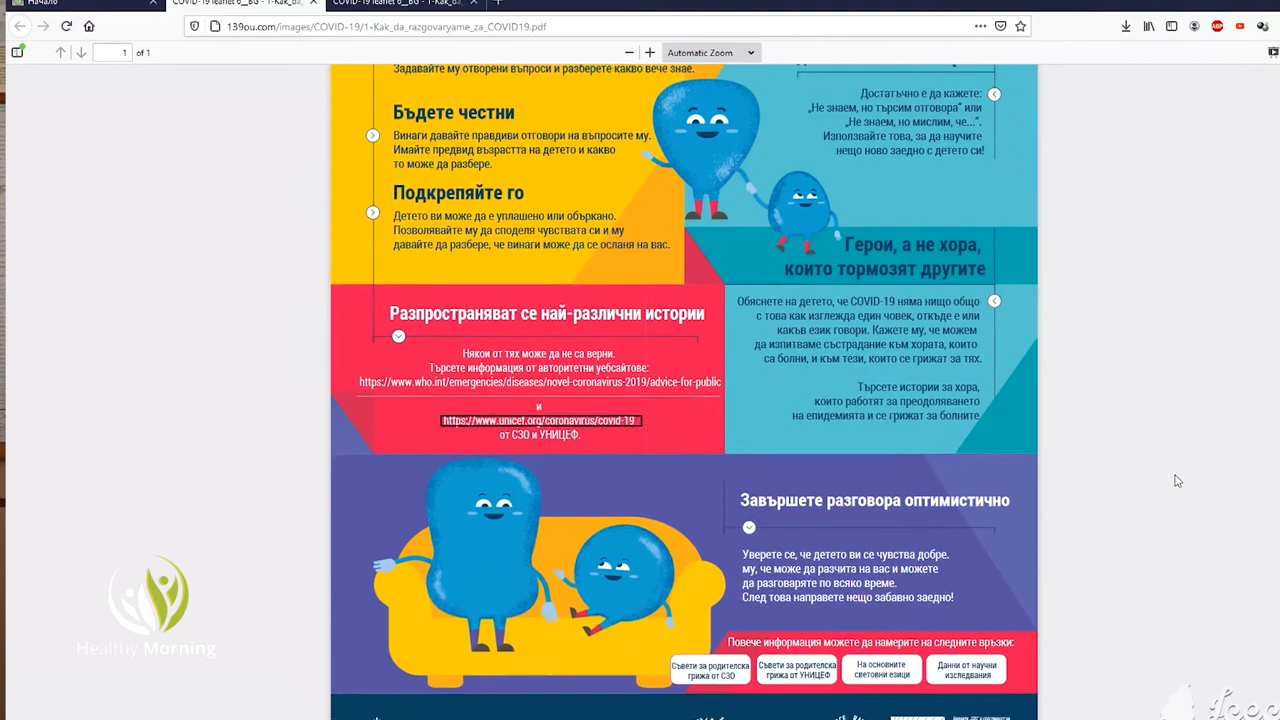 Начало
COVID-19 leaflet 6__BG - 1-Kak_da_
COVID-19 leaflet 6__BG - 1-Kak_da_
139ou.com/images/COVID-19/1-Kak_da_razgovaryame_za_COVID19.pdf
1 of 1
Automatic Zoom
Задавайте му отворени въпроси и разберете какво вече знае.
Бъдете честни
Винаги давайте правдиви отговори на въпросите му.
Имайте предвид възрастта на детето и какво
то може да разбере.
Подкрепяйте го
Детето ви може да е уплашено или объркано.
Позволявайте му да споделя чувствата си и му
давайте да разбере, че винаги може да се осланя на вас.
Достатъчно е да кажете:
„Не знаем, но търсим отговора“ или
„Не знаем, но мислим, че...“.
Използвайте това, за да научите
нещо ново заедно с детето си!
Герои, а не хора,
които тормозят другите
Обяснете на детето, че COVID-19 няма нищо общо
с това как изглежда един човек, откъде е или
какъв език говори. Кажете му, че можем
да изпитваме състрадание към хората, които
са болни, и към тези, които се грижат за тях.
Търсете истории за хора,
които работят за преодоляването
на епидемията и се грижат за болните
Разпространяват се най-различни истории
Някои от тях може да не са верни.
Търсете информация от авторитетни уебсайтове:
https://www.who.int/emergencies/diseases/novel-coronavirus-2019/advice-for-public
и
https://www.unicef.org/coronavirus/covid-19
от СЗО и УНИЦЕФ.
Завършете разговора оптимистично
Уверете се, че детето ви се чувства добре.
му, че може да разчита на вас и можете
да разговаряте по всяко време.
След това направете нещо забавно заедно!
Повече информация можете да намерите на следните връзки:
Съвети за родителска
грижа от СЗО
Съвети за родителска
грижа от УНИЦЕФ
На основните
световни езици
Данни от научни
изследвания
Healthy Morning